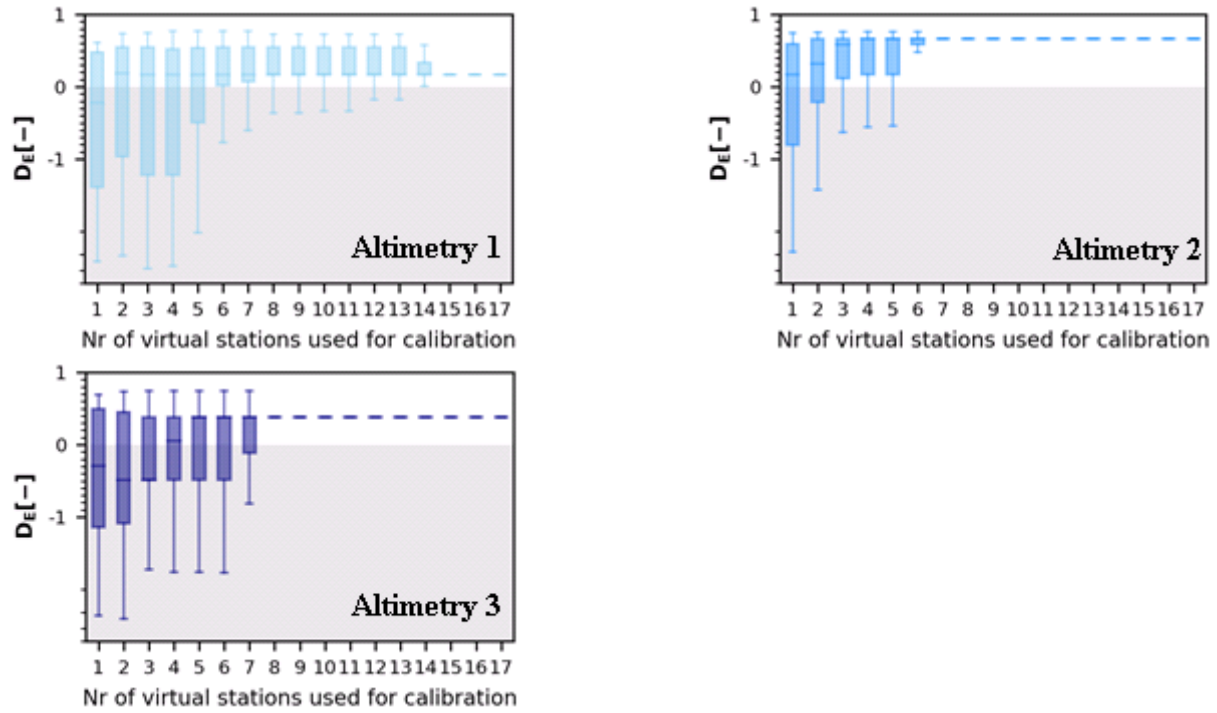 1
0
-1
DE[−]
Altimetry 1
1 2 3 4 5 6 7 8 9 10 11 12 13 14 15 16 17
Nr of virtual stations used for calibration
1
0
-1
DE[−]
Altimetry 2
1 2 3 4 5 6 7 8 9 10 11 12 13 14 15 16 17
Nr of virtual stations used for calibration
1
0
-1
DE[−]
Altimetry 3
1 2 3 4 5 6 7 8 9 10 11 12 13 14 15 16 17
Nr of virtual stations used for calibration